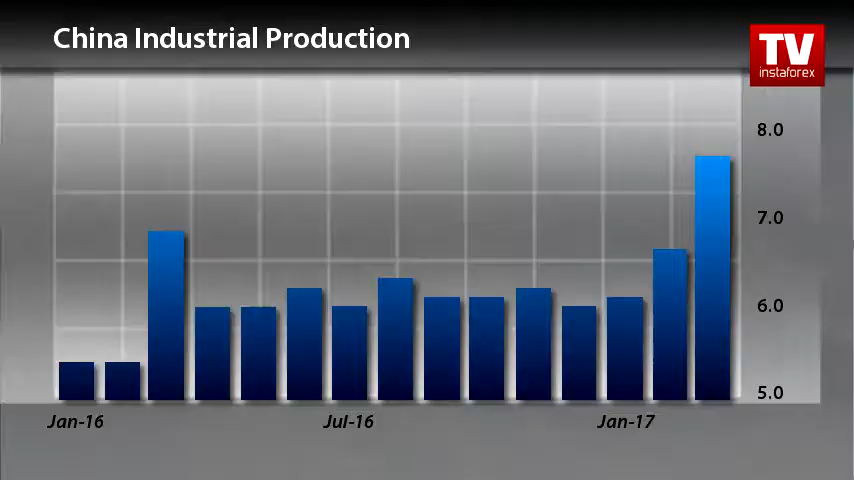 China Industrial Production
TV
instaforex
8.0
7.0
6.0
5.0
Jan-16
Jul-16
Jan-17